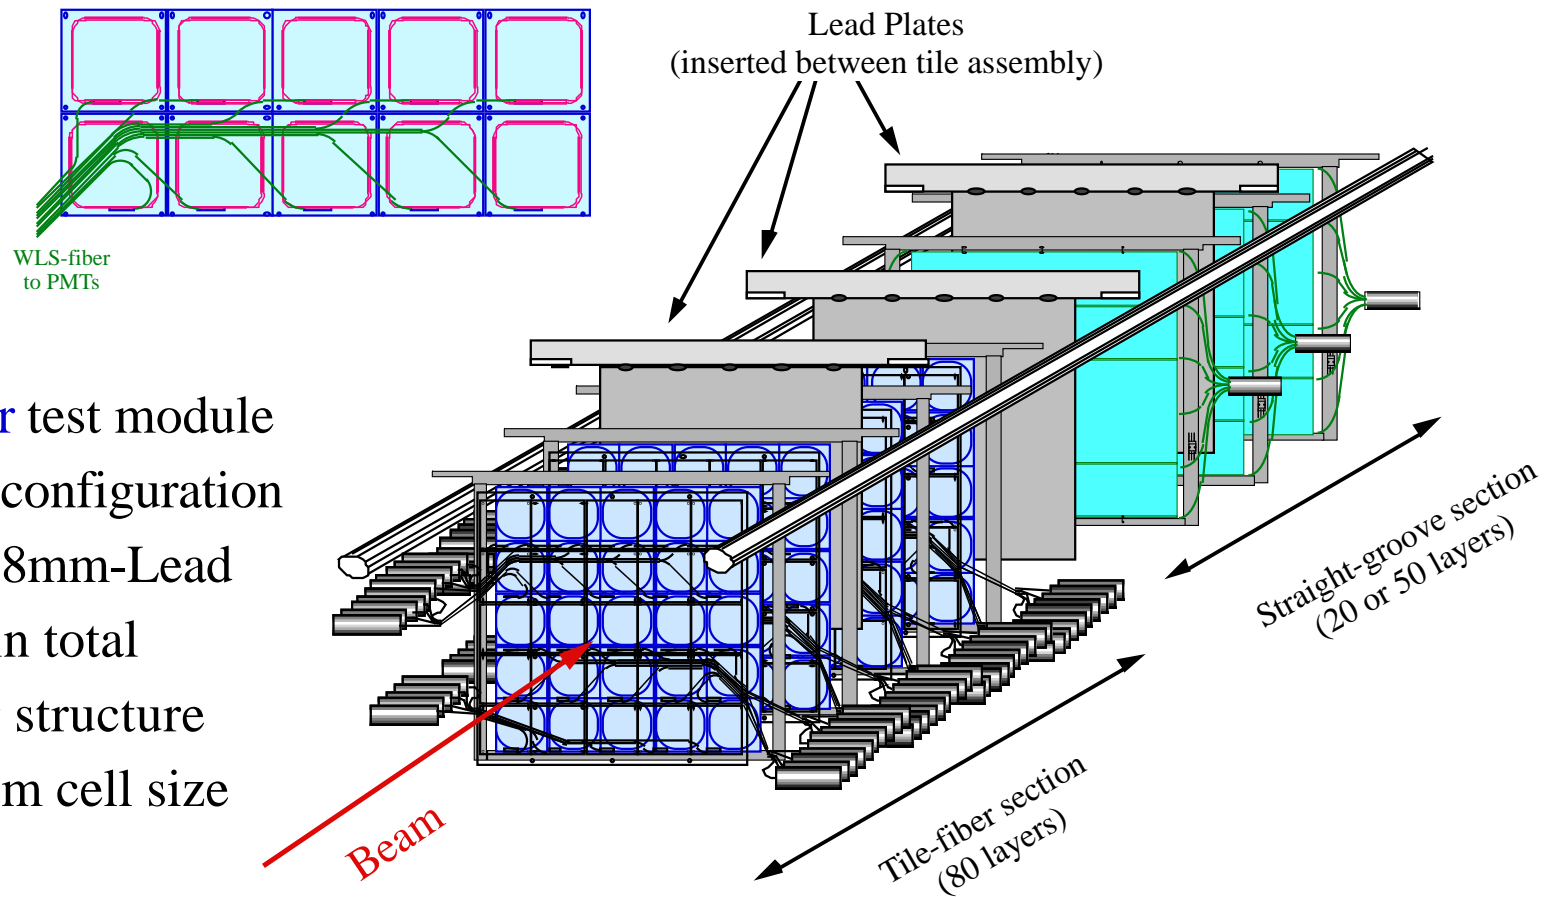 Lead Plates
(inserted between tile assembly)
WLS-fiber
to PMTs
test module
configuration
8mm-Lead
total
structure
cell size
Beam
Tile-fiber section
(80 layers)
Straight-groove section
(20 or 50 layers)